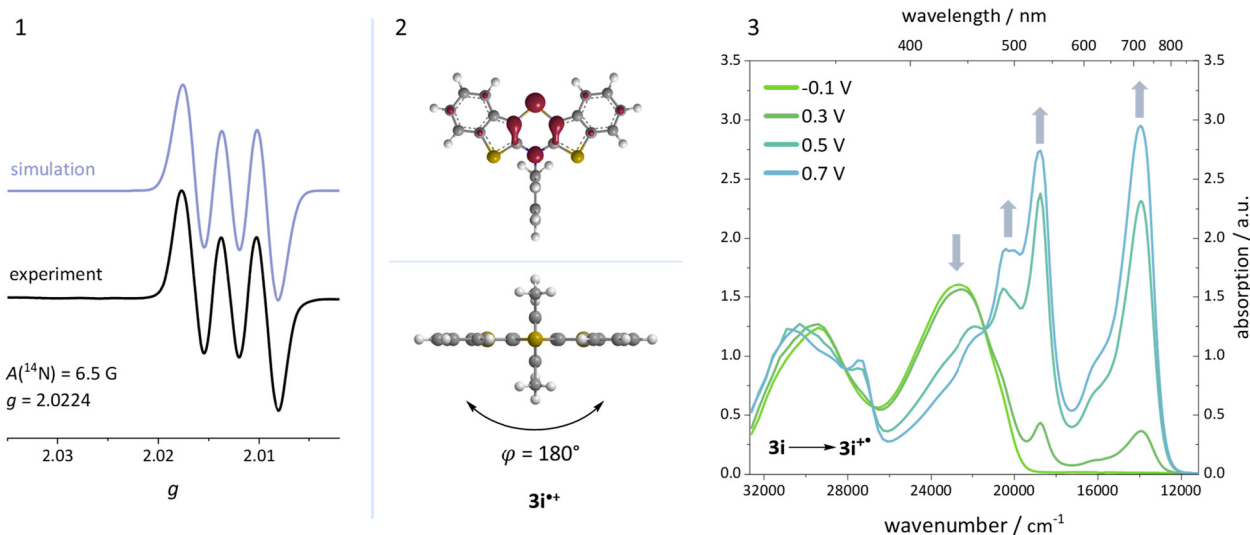 1
simulation
experiment
A(¹⁴N) = 6.5 G
g = 2.0224
2.03
2.02
2.01
g
2
φ = 180°
3i•+
3
wavelength / nm
400
500
600
700
800
3.5
3.0
2.5
2.0
1.5
1.0
0.5
0.0
-0.1 V
0.3 V
0.5 V
0.7 V
3i → 3i+•
3.5
3.0
2.5
2.0
1.5
1.0
0.5
0.0
absorption / a.u.
32000
28000
24000
20000
16000
12000
wavenumber / cm⁻¹